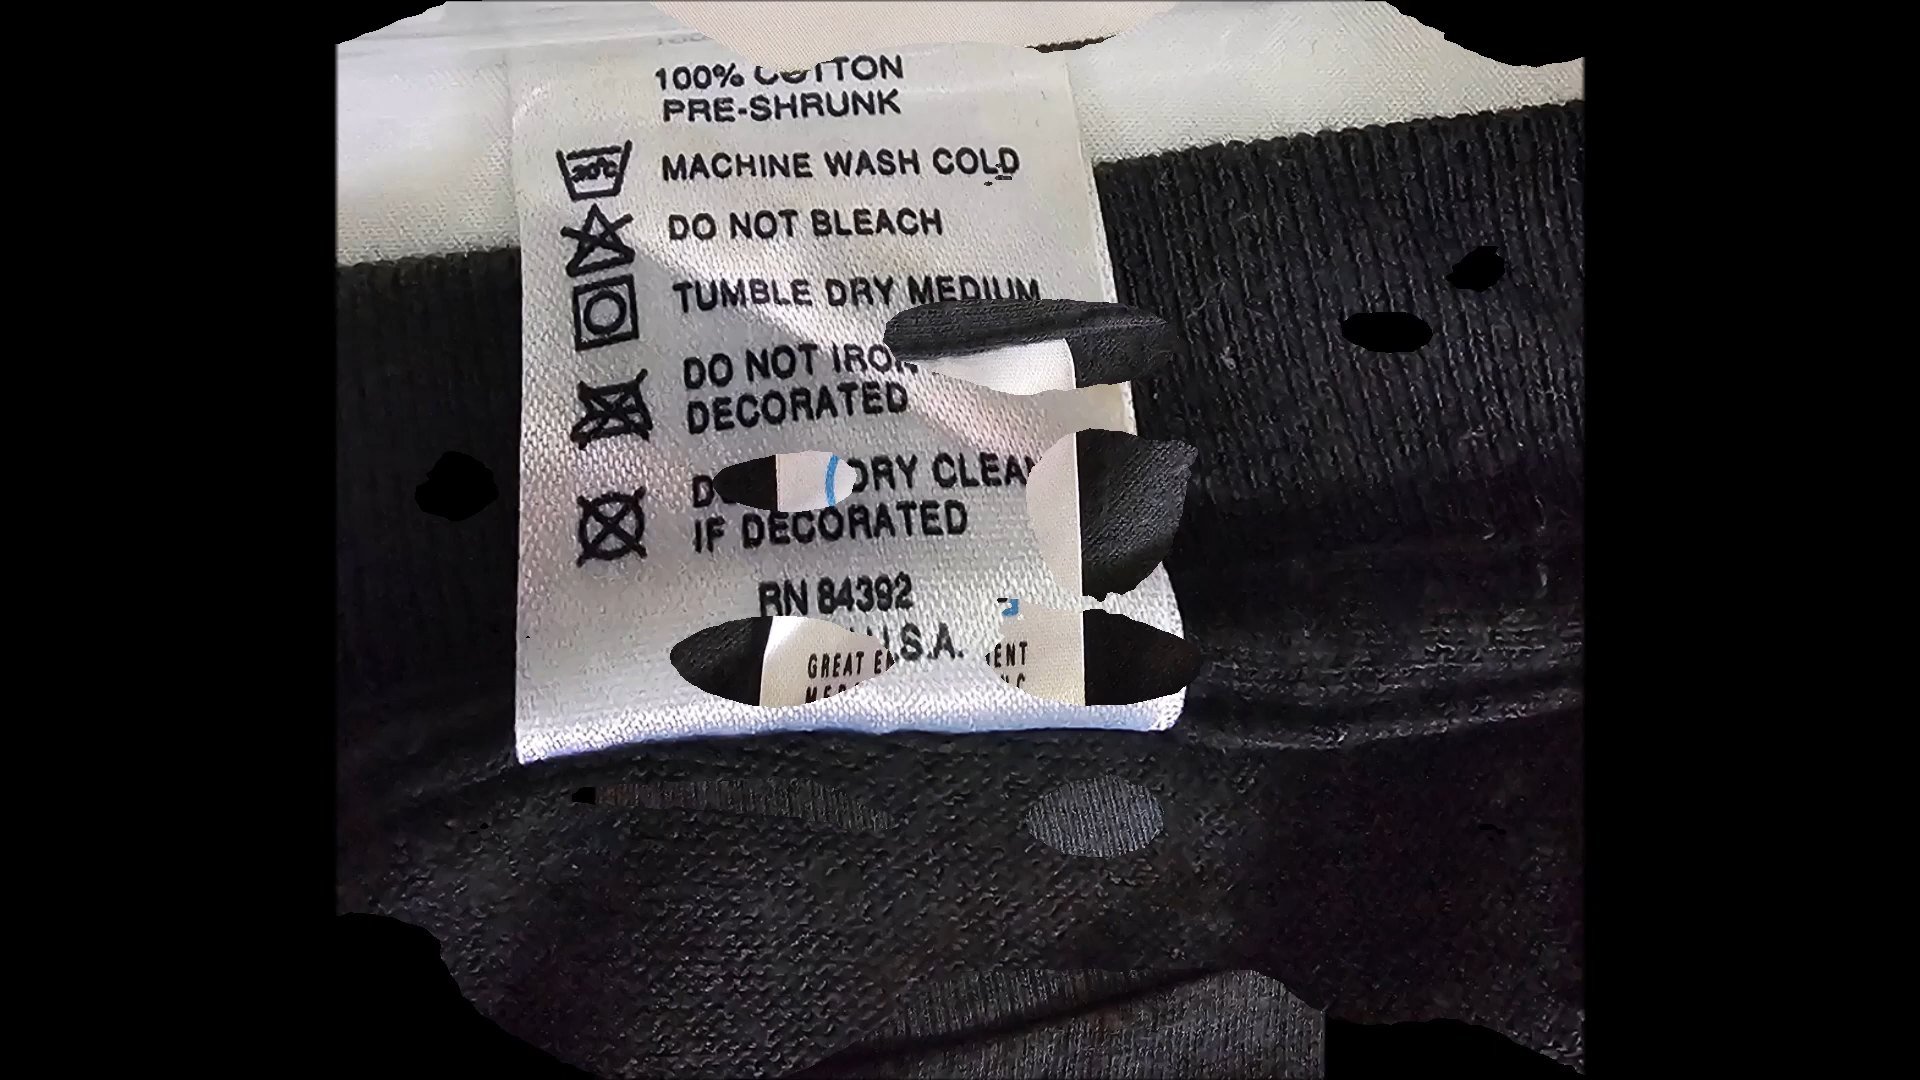 100% COTTON
PRE-SHRUNK
30°C
MACHINE WASH COLD
DO NOT BLEACH
TUMBLE DRY MEDIUM
DO NOT IRON
DECORATED
DRY CLEAN
IF DECORATED
RN 84392
U.S.A.
GREAT